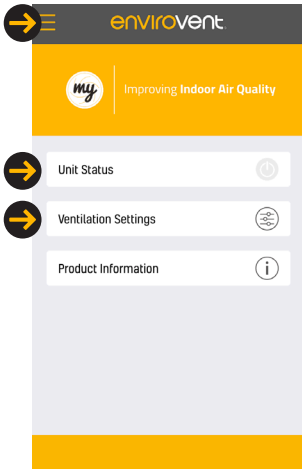 envirovent
my Improving Indoor Air Quality
Unit Status
Ventilation Settings
Product Information
i